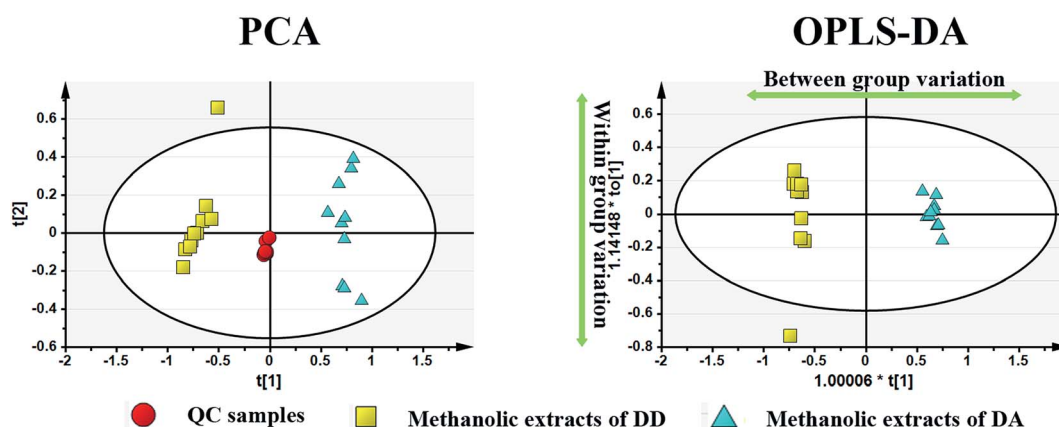 PCA
OPLS-DA
t[2]
0.6
0.4
0.2
0
-0.2
-0.4
-0.6
-2
-1.5
-1
-0.5
0
0.5
1
1.5
t[1]
Between group variation
Within group variation
1.14148 * to[1]
0.6
0.4
0.2
0
-0.2
-0.4
-0.6
-0.8
-2
-1.5
-1
-0.5
0
0.5
1
1.5
1.00006 * t[1]
QC samples
Methanolic extracts of DD
Methanolic extracts of DA